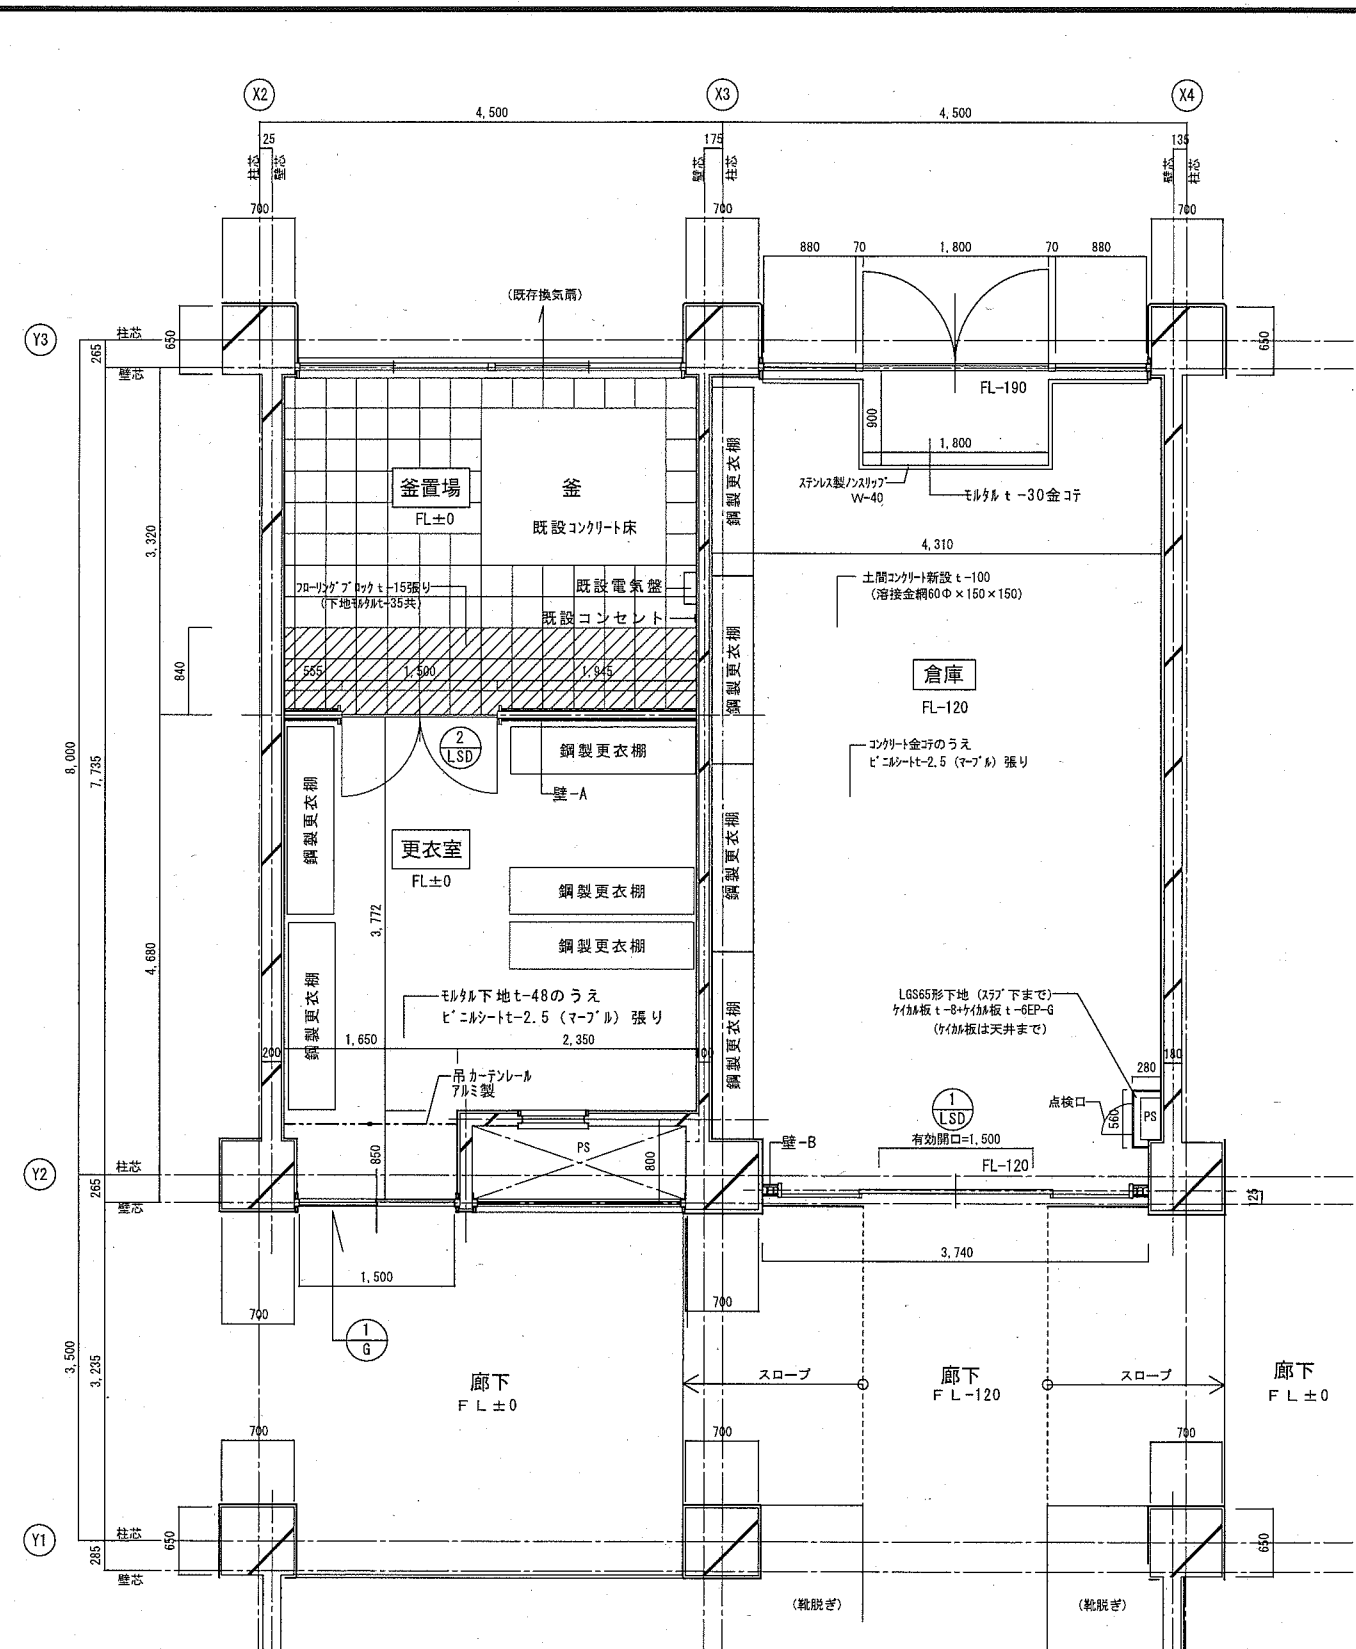 X2
X3
X4
4,500
4,500
125
175
135
柱芯
壁芯
壁芯
柱芯
壁芯
柱芯
700
700
700
880
70
1,800
70
880
(既存換気扇)
Y3
柱芯
265
壁芯
650
650
FL-190
900
1,800
ステンレス製ノンスリップ
W-40
モルタル t -30金コテ
釜置場
FL±0
釜
既設コンクリート床
鋼製更衣棚
4,310
3,320
フローリングブロック t-15張り
(下地モルタルt-35共)
既設電気盤
既設コンセント
土間コンクリート新設 t-100
(溶接金網60Φ×150×150)
鋼製更衣棚
840
555
1,500
1,945
倉庫
FL-120
2
LSD
鋼製更衣棚
コンクリート金コテのうえ
ビニルシートt-2.5 (マーブル) 張り
8,000
7,735
壁-A
鋼製更衣棚
更衣室
FL±0
鋼製更衣棚
鋼製更衣棚
3,772
鋼製更衣棚
4,680
モルタル下地t-48のうえ
ビニルシートt-2.5 (マーブル) 張り
鋼製更衣棚
鋼製更衣棚
LGS65形下地 (スラブ下まで)
ケイカル板 t-8+ケイカル板 t-6EP-G
(ケイカル板は天井まで)
200
1,650
2,350
100
280
180
吊カーテンレール
アルミ製
1
LSD
点検口
560
PS
有効開口=1,500
PS
800
850
壁-B
FL-120
Y2
柱芯
265
壁芯
125
3,740
1,500
700
700
1
G
3,500
3,235
廊下
FL±0
スロープ
廊下
FL-120
スロープ
廊下
FL±0
700
700
700
Y1
柱芯
285
壁芯
650
650
(靴脱ぎ)
(靴脱ぎ)